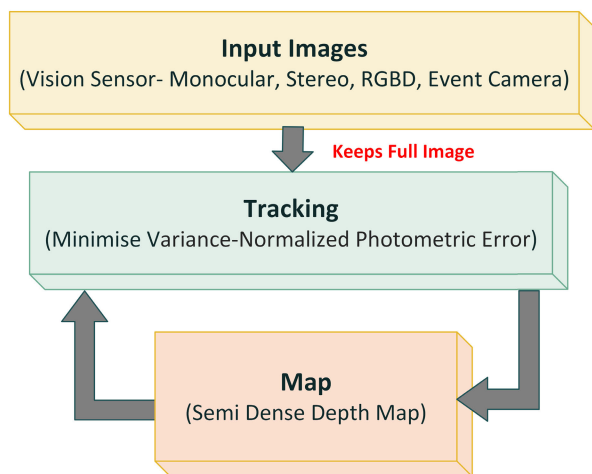 Input Images
(Vision Sensor- Monocular, Stereo, RGBD, Event Camera)
Keeps Full Image
Tracking
(Minimise Variance-Normalized Photometric Error)
Map
(Semi Dense Depth Map)